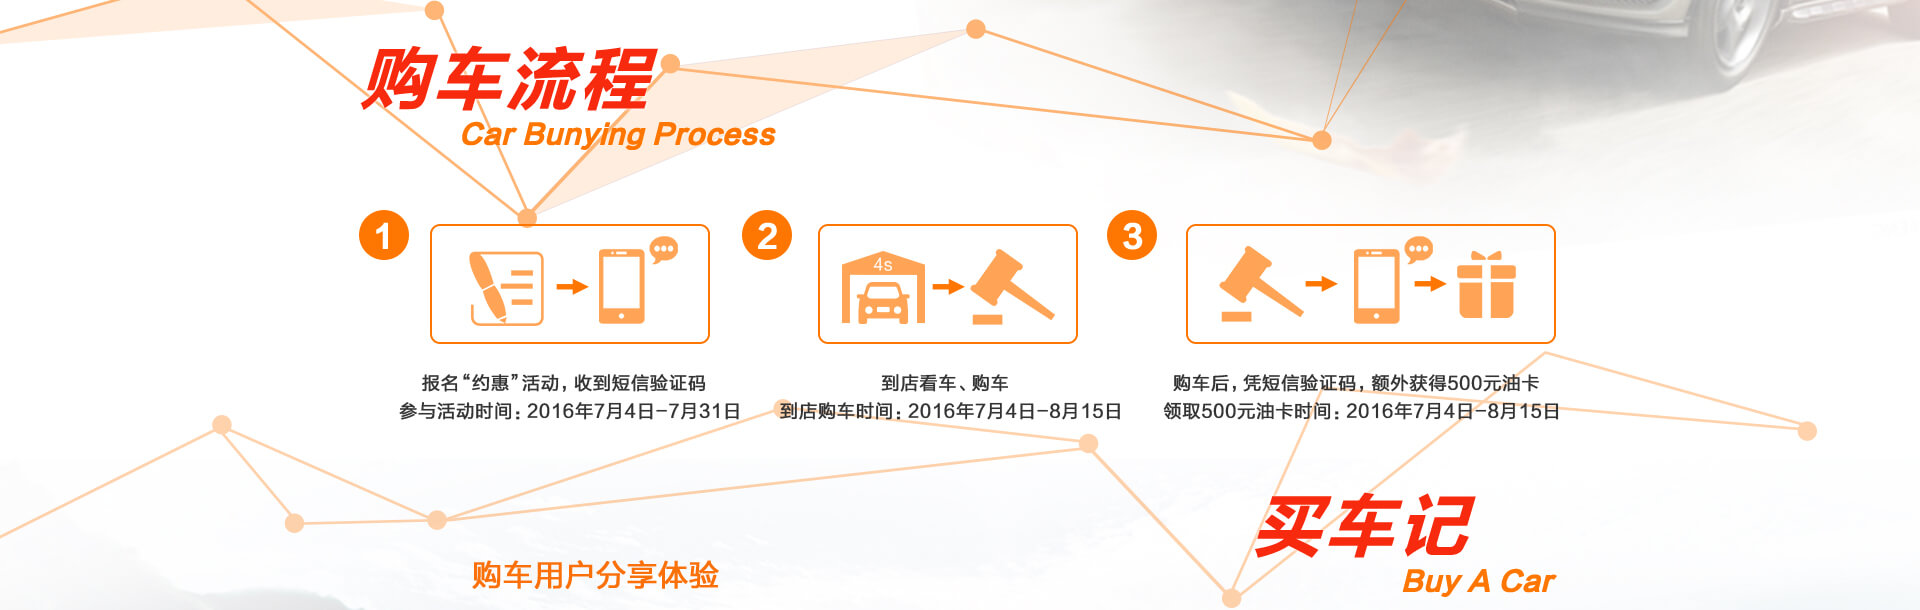 购车流程
Car Bunying Process
1
2
3
4s
报名“约惠”活动，收到短信验证码
参与活动时间：2016年7月4日-7月31日
到店看车、购车
到店购车时间：2016年7月4日-8月15日
购车后，凭短信验证码，额外获得500元油卡
领取500元油卡时间：2016年7月4日-8月15日
买车记
Buy A Car
购车用户分享体验